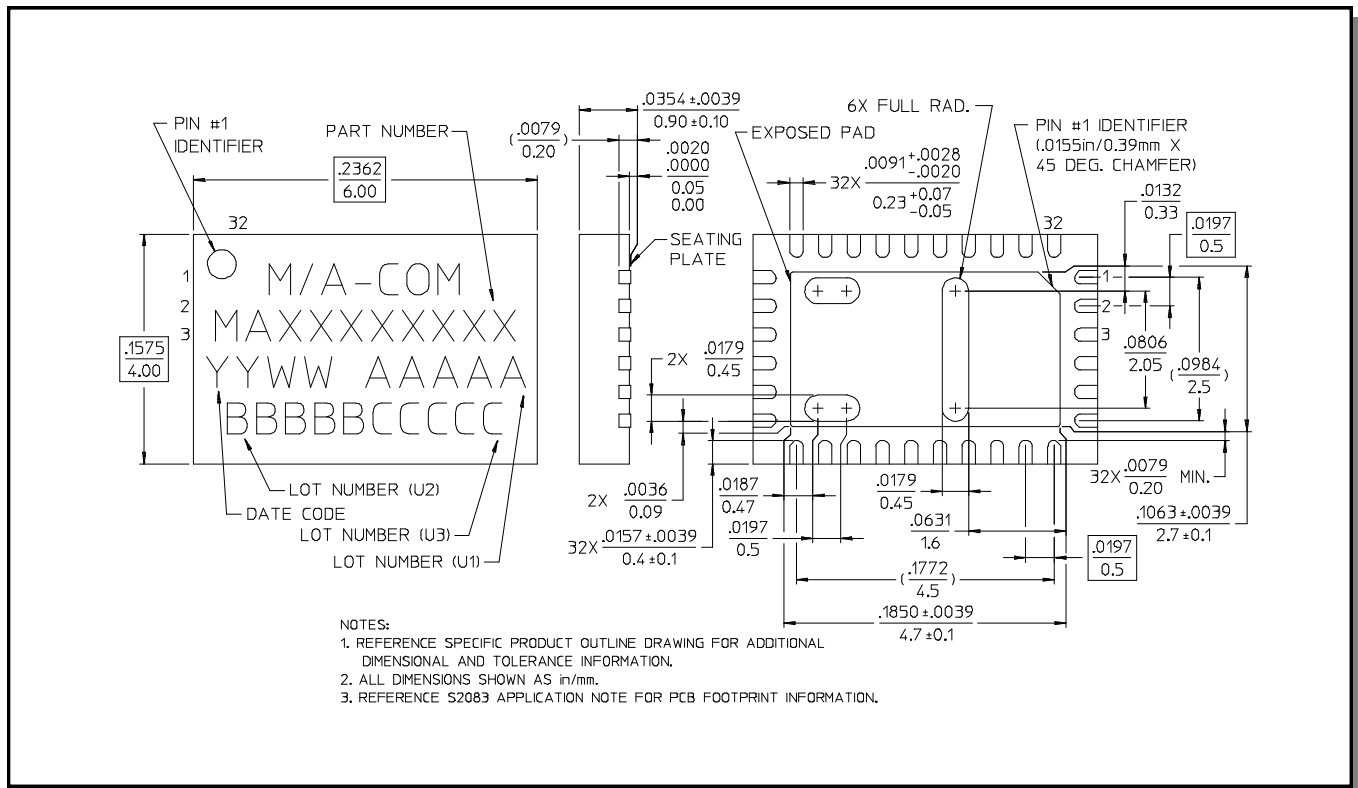 PIN #1
IDENTIFIER
PART NUMBER
.2362
6.00
32
1
2
3
.1575
4.00
M/A-COM
MAXXXXXXXXX
YYWW AAAAA
BBBBBCCCCC
LOT NUMBER (U2)
DATE CODE
LOT NUMBER (U3)
LOT NUMBER (U1)
.0354 ±.0039
0.90 ±0.10
(.0079)
0.20
.0020
.0000
0.05
0.00
SEATING
PLATE
EXPOSED PAD
6X FULL RAD.
32X .0091 +.0028
-.0020
0.23 +0.07
-0.05
PIN #1 IDENTIFIER
(.0155in/0.39mm X
45 DEG. CHAMFER)
32
.0132
0.33
.0197
0.5
1
2
3
.0806
2.05
(.0984)
2.5
2X .0179
0.45
2X .0036
0.09
32X .0157 ±.0039
0.4 ±0.1
.0187
0.47
.0197
0.5
.0179
0.45
.0631
1.6
32X .0079 MIN.
0.20
.1063 ±.0039
2.7 ±0.1
.0197
0.5
(.1772)
4.5
.1850 ±.0039
4.7 ±0.1
NOTES:
1. REFERENCE SPECIFIC PRODUCT OUTLINE DRAWING FOR ADDITIONAL
DIMENSIONAL AND TOLERANCE INFORMATION.
2. ALL DIMENSIONS SHOWN AS in/mm.
3. REFERENCE S2083 APPLICATION NOTE FOR PCB FOOTPRINT INFORMATION.